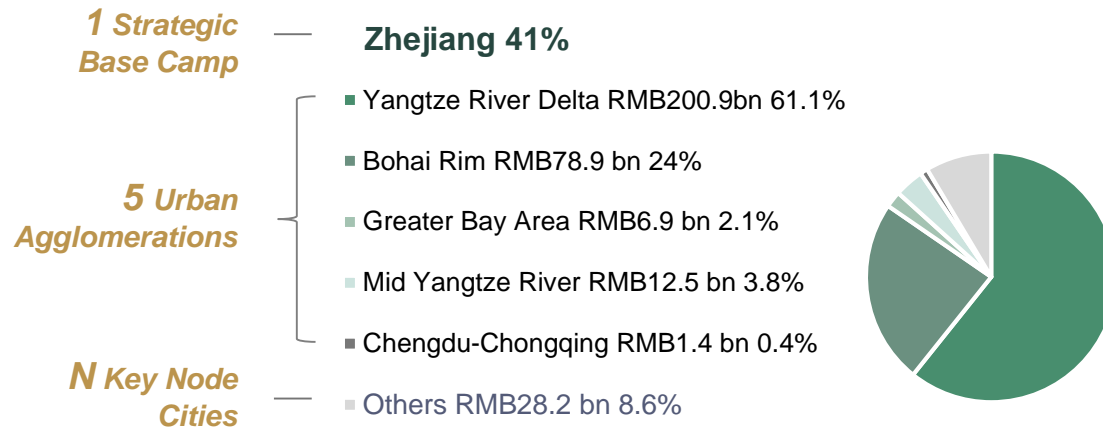 1 Strategic
Base Camp
Zhejiang 41%
5 Urban
Agglomerations
Yangtze River Delta RMB200.9bn 61.1%
Bohai Rim RMB78.9 bn 24%
Greater Bay Area RMB6.9 bn 2.1%
Mid Yangtze River RMB12.5 bn 3.8%
Chengdu-Chongqing RMB1.4 bn 0.4%
N Key Node
Cities
Others RMB28.2 bn 8.6%